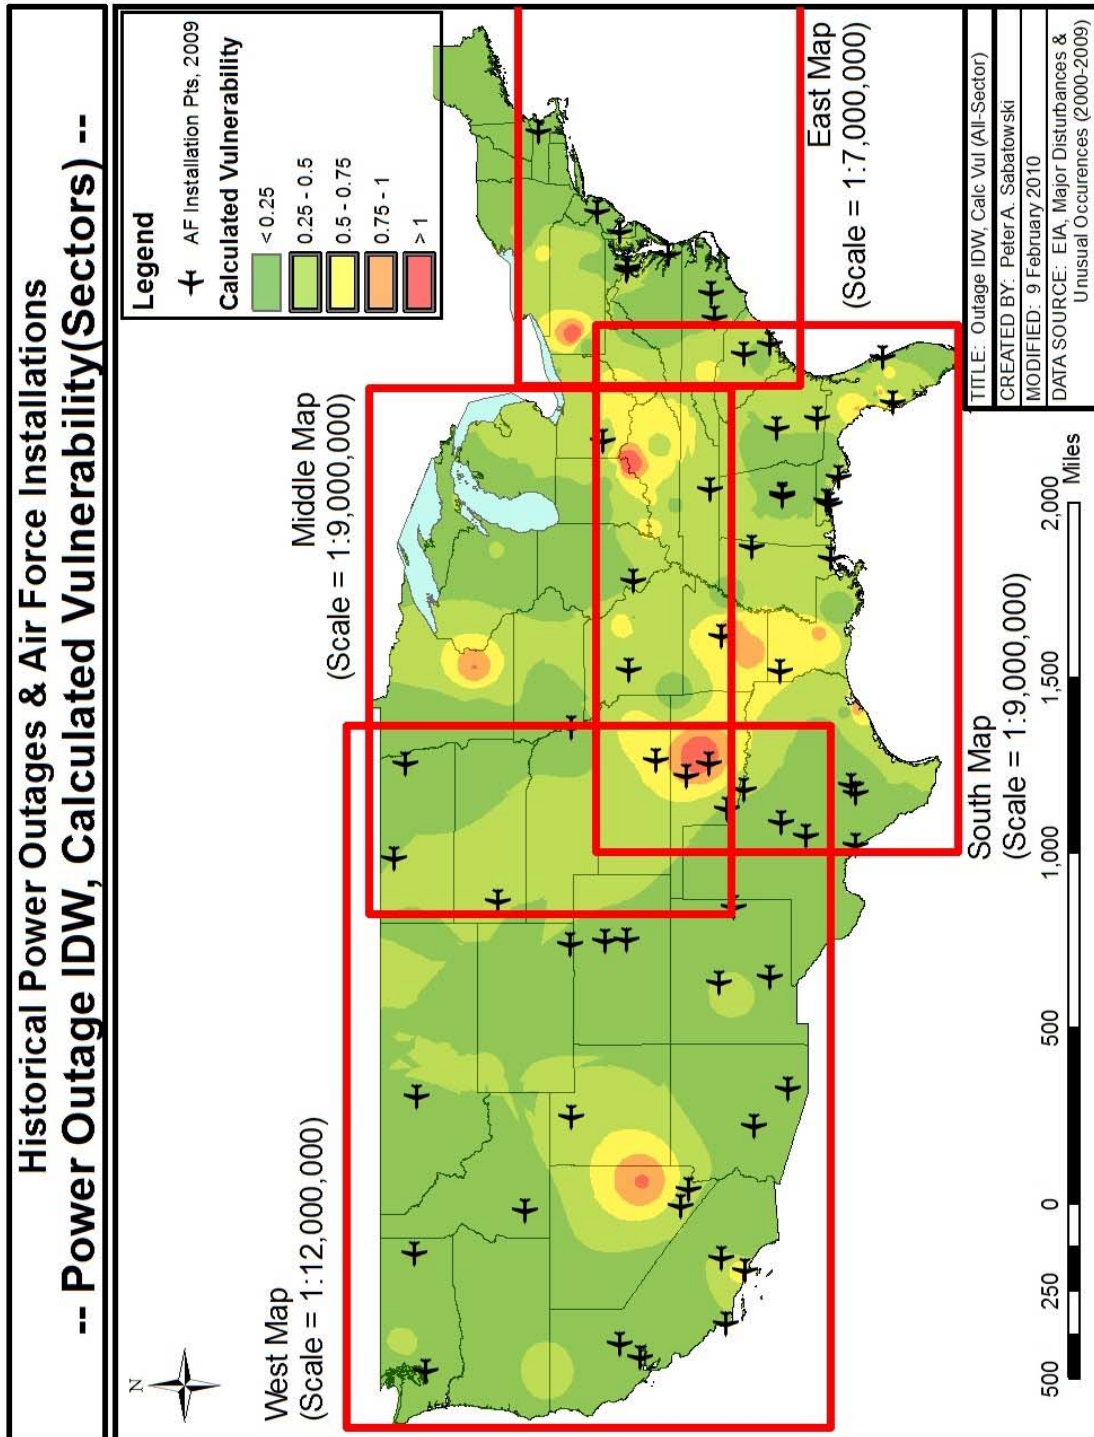 Historical Power Outages & Air Force Installations
-- Power Outage IDW, Calculated Vulnerability(Sectors) --
N
West Map
(Scale = 1:12,000,000)
Middle Map
(Scale = 1:9,000,000)
Legend
AF Installation Pts, 2009
Calculated Vulnerability
< 0.25
0.25 - 0.5
0.5 - 0.75
0.75 - 1
> 1
South Map
(Scale = 1:9,000,000)
East Map
(Scale = 1:7,000,000)
500
250
0
500
1,000
1,500
2,000
Miles
TITLE: Outage IDW, Calc Vul (All-Sector)
CREATED BY: Peter A. Sabatowski
MODIFIED: 9 February 2010
DATA SOURCE: EIA, Major Disturbances &
Unusual Occurences (2000-2009)